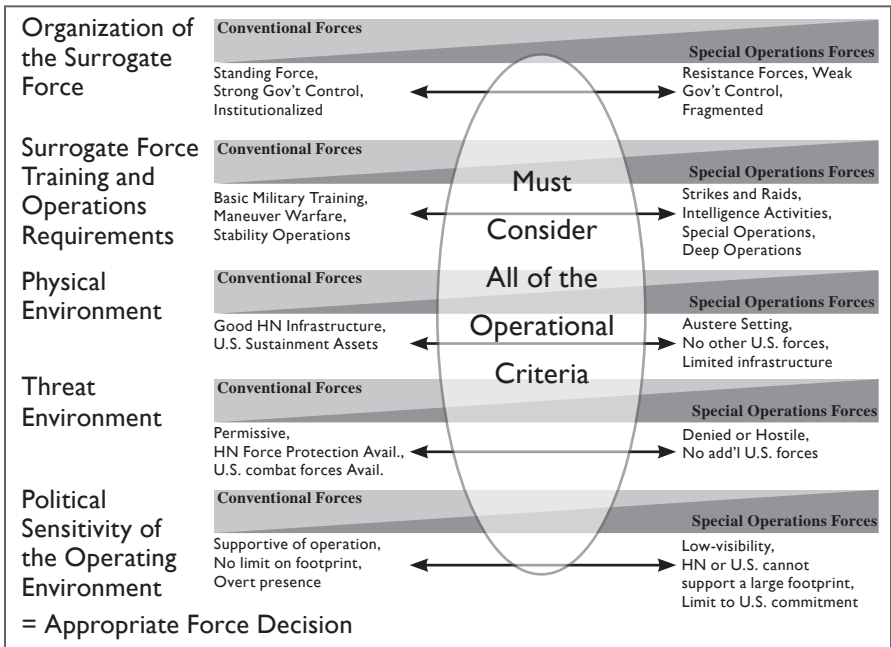 Organization of
the Surrogate
Force
Conventional Forces
Special Operations Forces
Standing Force,
Strong Gov't Control,
Institutionalized
Resistance Forces, Weak
Gov't Control,
Fragmented
Surrogate Force
Training and
Operations
Requirements
Conventional Forces
Special Operations Forces
Basic Military Training,
Maneuver Warfare,
Stability Operations
Strikes and Raids,
Intelligence Activities,
Special Operations,
Deep Operations
Physical
Environment
Conventional Forces
Special Operations Forces
Good HN Infrastructure,
U.S. Sustainment Assets
Austere Setting,
No other U.S. forces,
Limited infrastructure
Threat
Environment
Conventional Forces
Special Operations Forces
Permissive,
HN Force Protection Avail.,
U.S. combat forces Avail.
Denied or Hostile,
No add'l U.S. forces
Political
Sensitivity of
the Operating
Environment
Conventional Forces
Special Operations Forces
Supportive of operation,
No limit on footprint,
Overt presence
Low-visibility,
HN or U.S. cannot
support a large footprint,
Limit to U.S. commitment
Must
Consider
All of the
Operational
Criteria
= Appropriate Force Decision